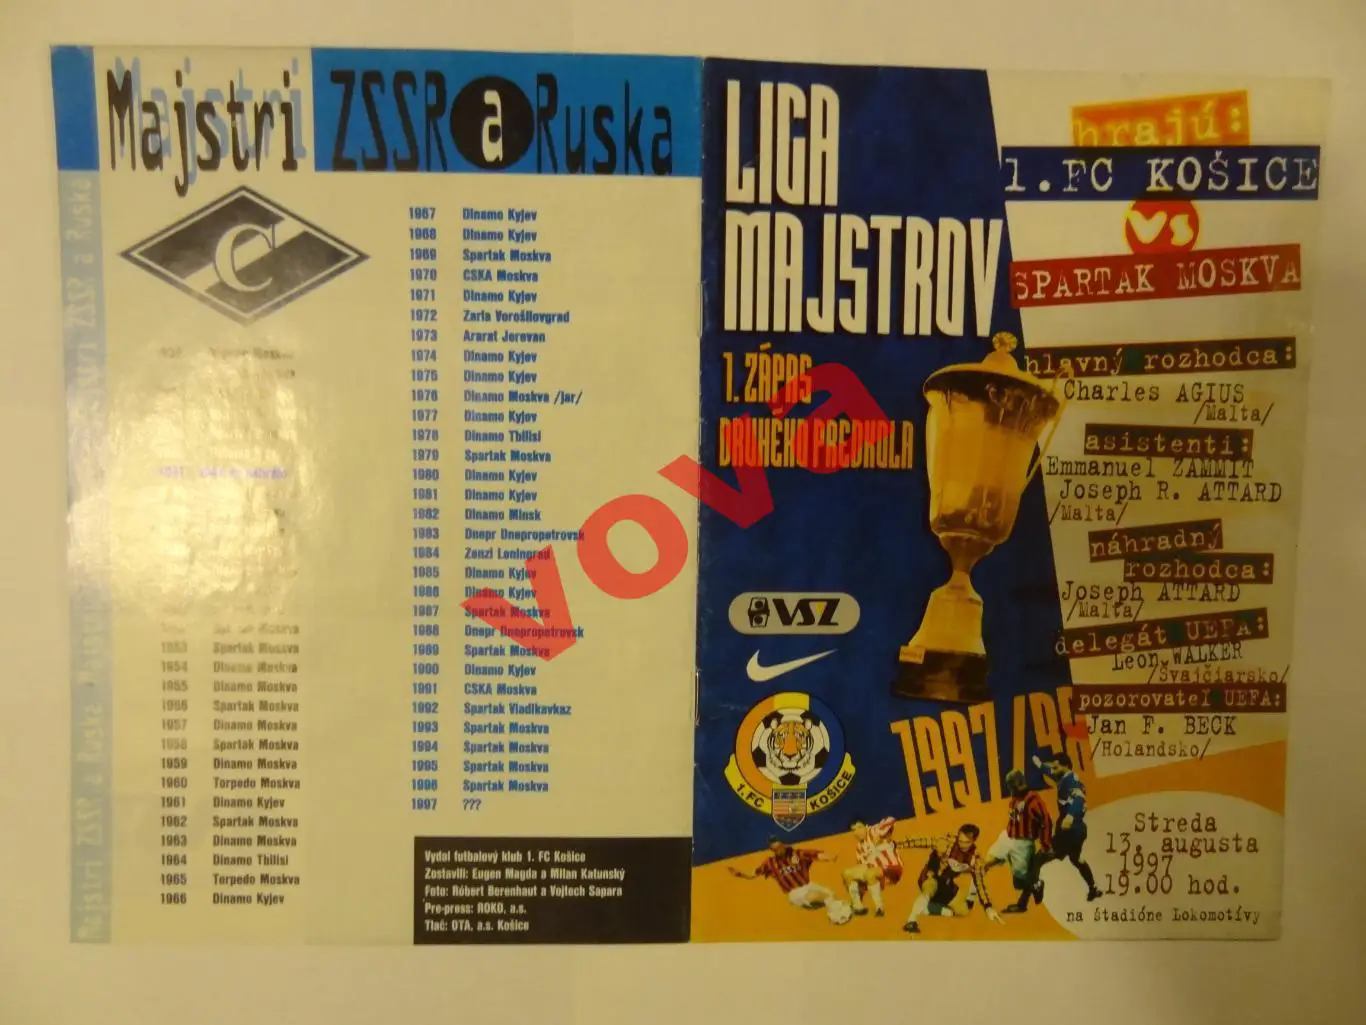 Majstri ZSSR a Ruska
C
1953 Spartak Moskva
1954 Dinamo Moskva
1955 Dinamo Moskva
1956 Spartak Moskva
1957 Dinamo Moskva
1958 Spartak Moskva
1959 Dinamo Moskva
1960 Torpedo Moskva
1961 Dinamo Kyjev
1962 Spartak Moskva
1963 Dinamo Moskva
1964 Dinamo Tbilisi
1965 Torpedo Moskva
1966 Dinamo Kyjev
1967 Dinamo Kyjev
1968 Dinamo Kyjev
1969 Spartak Moskva
1970 CSKA Moskva
1971 Dinamo Kyjev
1972 Zaria Vorošilovgrad
1973 Ararat Jerevan
1974 Dinamo Kyjev
1975 Dinamo Kyjev
1976 Dinamo Moskva /jar/
1977 Dinamo Kyjev
1978 Dinamo Tbilisi
1979 Spartak Moskva
1980 Dinamo Kyjev
1981 Dinamo Kyjev
1982 Dinamo Minsk
1983 Dnepr Dnepropetrovsk
1984 Zenzi Leningrad
1985 Dinamo Kyjev
1986 Dinamo Kyjev
1987 Spartak Moskva
1988 Dnepr Dnepropetrovsk
1989 Spartak Moskva
1990 Dinamo Kyjev
1991 CSKA Moskva
1992 Spartak Vladikavkaz
1993 Spartak Moskva
1994 Spartak Moskva
1995 Spartak Moskva
1996 Spartak Moskva
1997 ???
Vydal futbalový klub 1. FC Košice
Zostavili: Eugen Magda a Milan Katunský
Foto: Róbert Berenhaut a Vojtech Sapara
Pre-press: ROKO, a.s.
Tlač: OTA, a.s. Košice
Majstri ZSSR a Ruska
LIGA
MAJSTROV
1. ZÁPAS
DRUHÉHO PREDKOLA
VSŽ
1. FC KOŠICE
1997/98
hrajú:
1.FC KOŠICE
vs
SPARTAK MOSKVA
hlavný rozhodca:
Charles AGIUS
/Malta/
asistenti:
Emmanuel ZAMMIT
Joseph R. ATTARD
/Malta/
náhradný
rozhodca:
Joseph ATTARD
/Malta/
delegát UEFA:
Leon WALKER
/Švajčiarsko/
pozorovateľ UEFA:
Jan F. BECK
/Holandsko/
Streda
13. augusta
1997
19.00 hod.
na štadióne Lokomotívy
vova